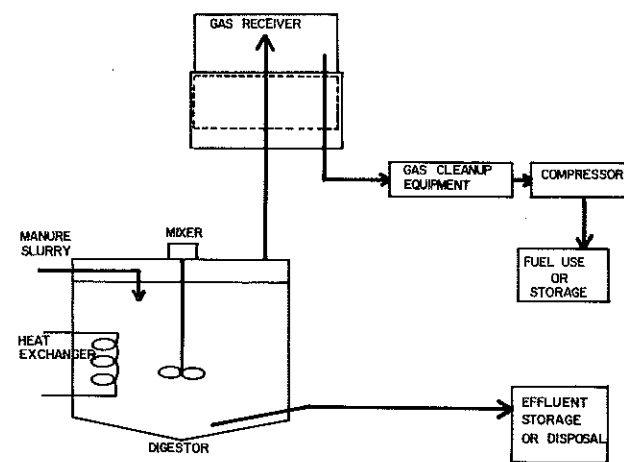 GAS RECEIVER
GAS CLEANUP
EQUIPMENT
COMPRESSOR
MANURE
SLURRY
MIXER
FUEL USE
OR
STORAGE
HEAT
EXCHANGER
EFFLUENT
STORAGE
OR DISPOSAL
DIGESTOR